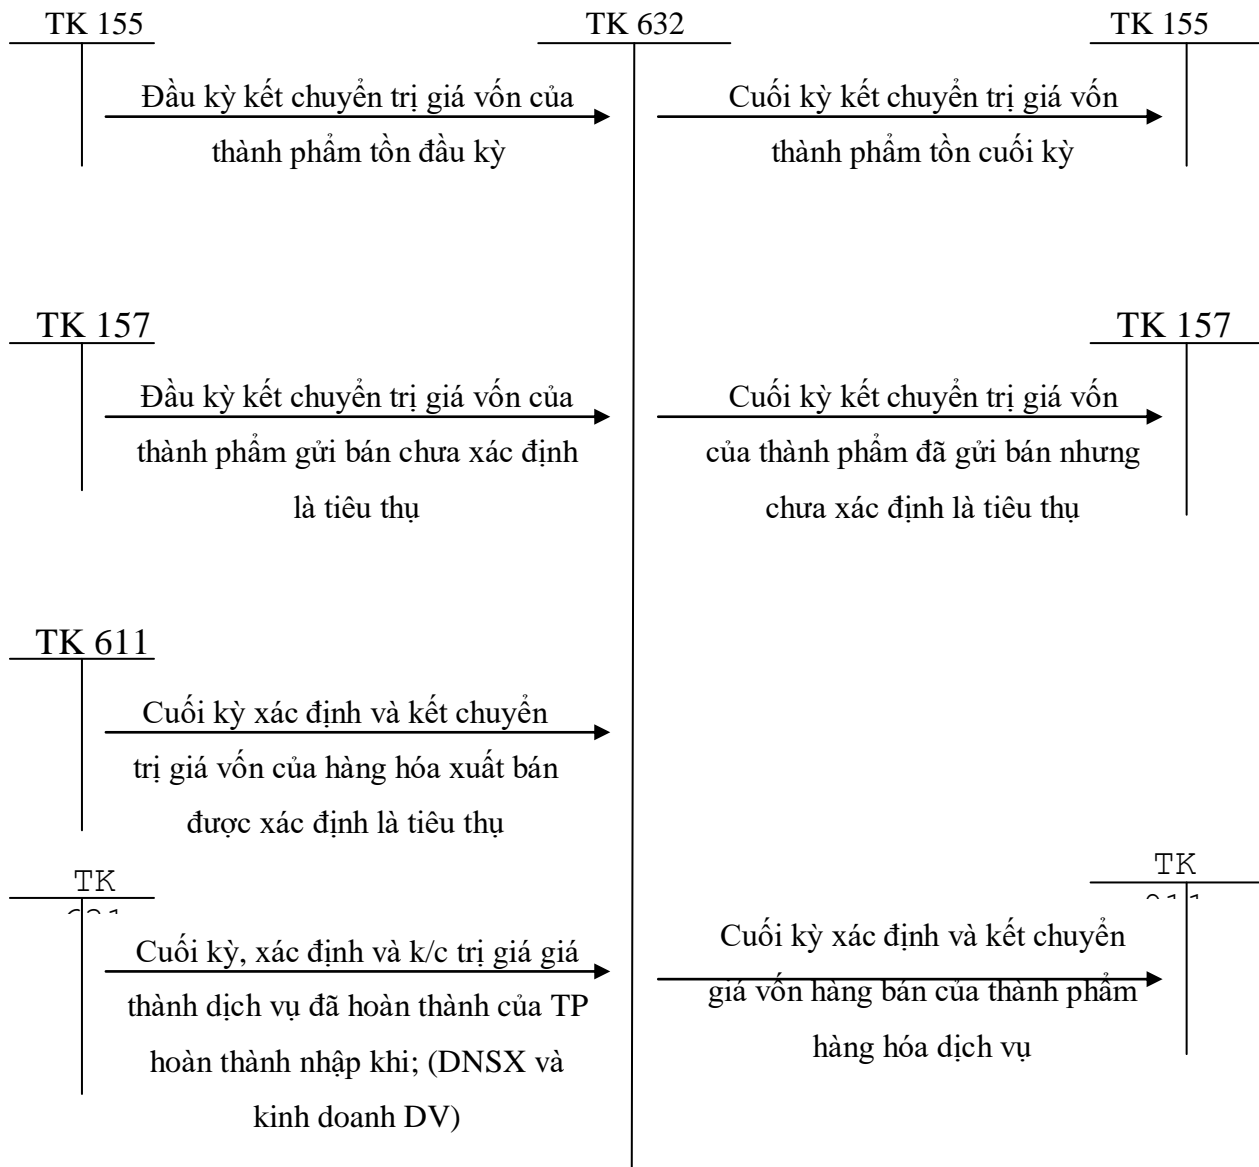 TK 155
TK 632
TK 155
Đầu kỳ kết chuyển trị giá vốn của
thành phẩm tồn đầu kỳ
Cuối kỳ kết chuyển trị giá vốn
thành phẩm tồn cuối kỳ
TK 157
TK 157
Đầu kỳ kết chuyển trị giá vốn của
thành phẩm gửi bán chưa xác định
là tiêu thụ
Cuối kỳ kết chuyển trị giá vốn
của thành phẩm đã gửi bán nhưng
chưa xác định là tiêu thụ
TK 611
Cuối kỳ xác định và kết chuyển
trị giá vốn của hàng hóa xuất bán
được xác định là tiêu thụ
TK
TK
Cuối kỳ, xác định và k/c trị giá giá
thành dịch vụ đã hoàn thành của TP
hoàn thành nhập khi; (DNSX và
kinh doanh DV)
Cuối kỳ xác định và kết chuyển
giá vốn hàng bán của thành phẩm
hàng hóa dịch vụ